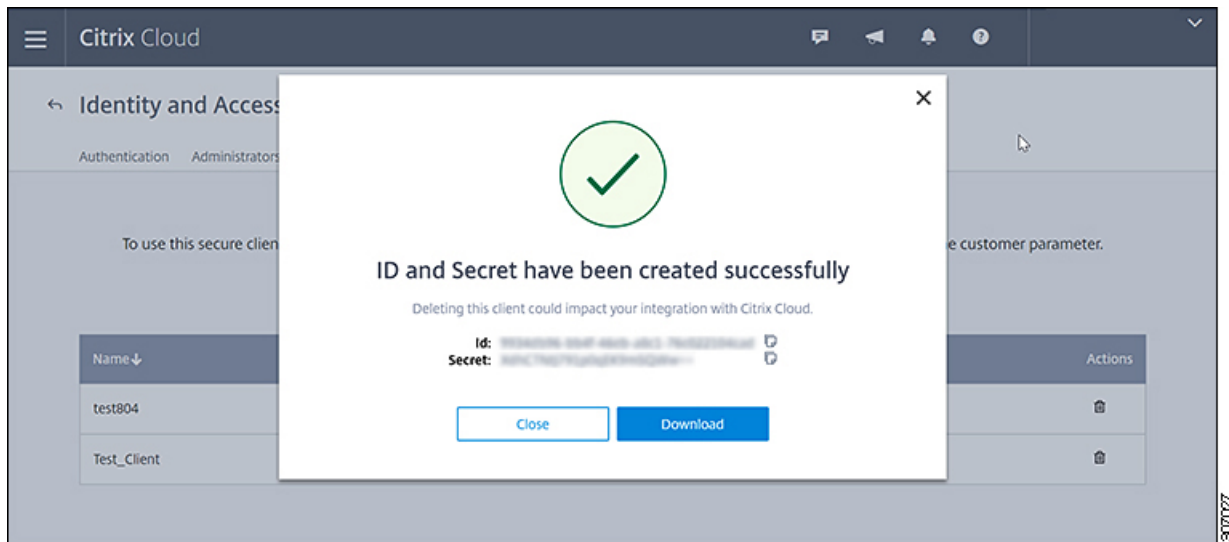 Citrix Cloud
Identity and Access
Authentication Administrators
To use this secure clien
e customer parameter.
ID and Secret have been created successfully
Deleting this client could impact your integration with Citrix Cloud.
Id:
Secret:
Close Download
Name Actions
test804
Test_Client
307027